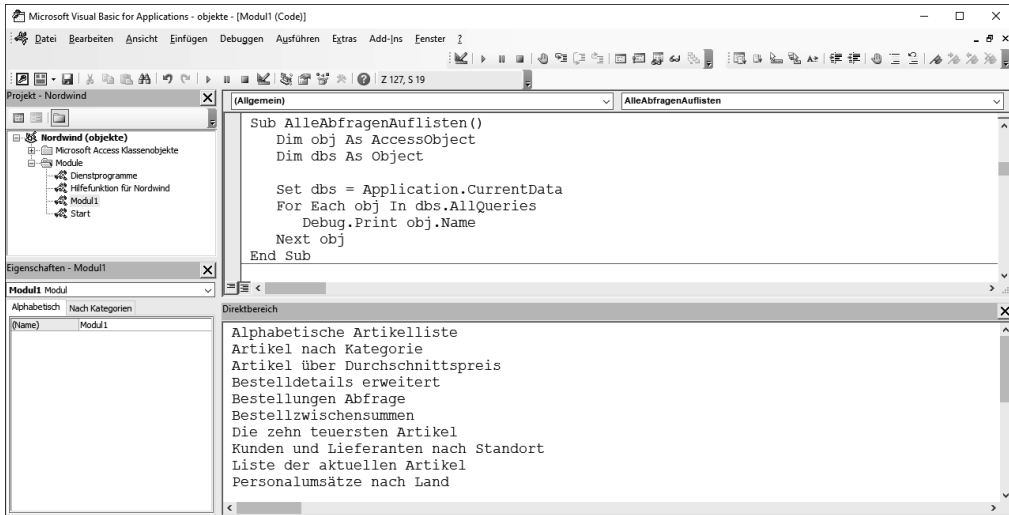 Microsoft Visual Basic for Applications - objekte - [Modul1 (Code)]
Datei Bearbeiten Ansicht Einfügen Debuggen Ausführen Extras Add-Ins Fenster ?
Z 127, S 19
Projekt - Nordwind
Nordwind (objekte)
Microsoft Access Klassenobjekte
Module
Dienstprogramme
Hilfefunktion für Nordwind
Modul1
Start
Eigenschaften - Modul1
Modul1 Modul
Alphabetisch Nach Kategorien
(Name) Modul1
(Allgemein) AlleAbfragenAuflisten
Sub AlleAbfragenAuflisten()
Dim obj As AccessObject
Dim dbs As Object
Set dbs = Application.CurrentData
For Each obj In dbs.AllQueries
Debug.Print obj.Name
Next obj
End Sub
Direktbereich
Alphabetische Artikelliste
Artikel nach Kategorie
Artikel über Durchschnittspreis
Bestelldetails erweitert
Bestellungen Abfrage
Bestellzwischensummen
Die zehn teuersten Artikel
Kunden und Lieferanten nach Standort
Liste der aktuellen Artikel
Personalumsätze nach Land